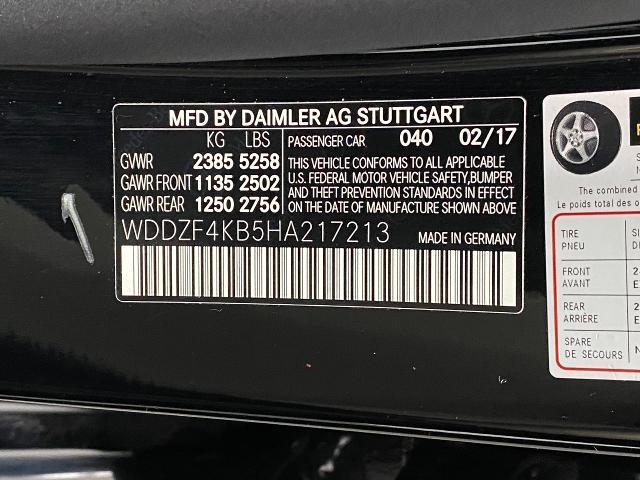 MFD BY DAIMLER AG STUTTGART
KG LBS PASSENGER CAR 040 02/17
GVWR 2385 5258
GAWR FRONT 1135 2502
GAWR REAR 1250 2756
THIS VEHICLE CONFORMS TO ALL APPLICABLE
U.S. FEDERAL MOTOR VEHICLE SAFETY,BUMPER
AND THEFT PREVENTION STANDARDS IN EFFECT
ON THE DATE OF MANUFACTURE SHOWN ABOVE
WDDZF4KB5HA217213 MADE IN GERMANY
The combined
Le poids total des
TIRE
PNEU
FRONT
AVANT
REAR
ARRIÈRE
SPARE
DE SECOURS